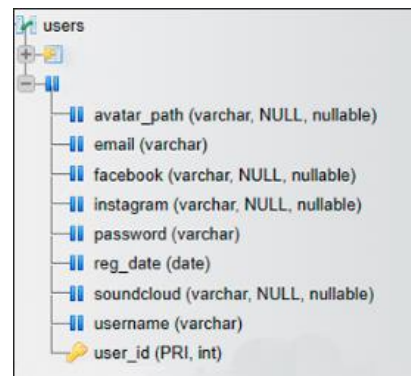 users
avatar_path (varchar, NULL, nullable)
email (varchar)
facebook (varchar, NULL, nullable)
instagram (varchar, NULL, nullable)
password (varchar)
reg_date (date)
soundcloud (varchar, NULL, nullable)
username (varchar)
user_id (PRI, int)